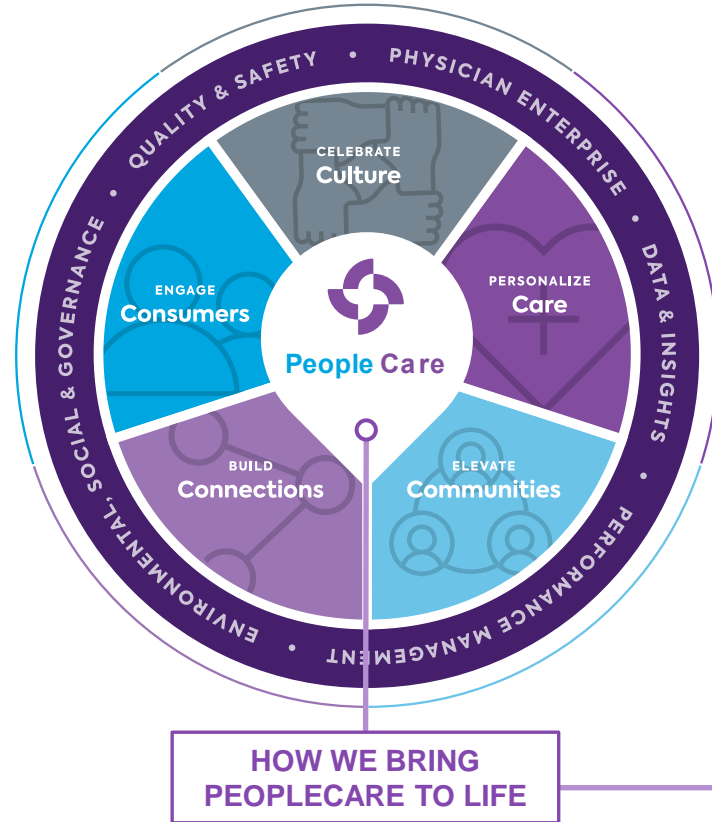 QUALITY & SAFETY • PHYSICIAN ENTERPRISE • DATA & INSIGHTS • PERFORMANCE MANAGEMENT • ENVIRONMENTAL, SOCIAL & GOVERNANCE •
CELEBRATE
Culture
PERSONALIZE
Care
ENGAGE
Consumers
People Care
BUILD
Connections
ELEVATE
Communities
HOW WE BRING
PEOPLECARE TO LIFE